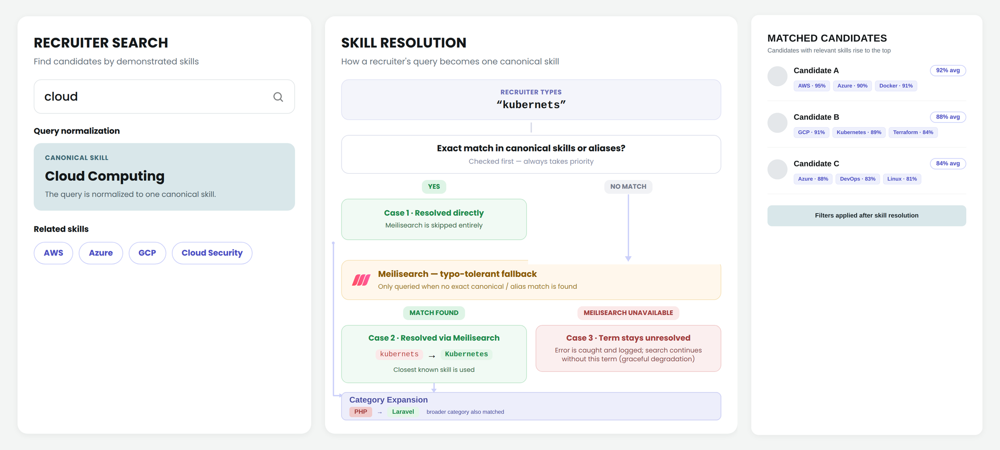 RECRUITER SEARCH
Find candidates by demonstrated skills
cloud
Query normalization
CANONICAL SKILL
Cloud Computing
The query is normalized to one canonical skill.
Related skills
AWS
Azure
GCP
Cloud Security
SKILL RESOLUTION
How a recruiter's query becomes one canonical skill
RECRUITER TYPES
“kubernets”
Exact match in canonical skills or aliases?
Checked first — always takes priority
YES
NO MATCH
Case 1 · Resolved directly
Meilisearch is skipped entirely
Meilisearch — typo-tolerant fallback
Only queried when no exact canonical / alias match is found
MATCH FOUND
MEILISEARCH UNAVAILABLE
Case 2 · Resolved via Meilisearch
kubernets → Kubernetes
Closest known skill is used
Case 3 · Term stays unresolved
Error is caught and logged; search continues
without this term (graceful degradation)
Category Expansion
PHP → Laravel broader category also matched
MATCHED CANDIDATES
Candidates with relevant skills rise to the top
Candidate A
92% avg
AWS · 95%
Azure · 90%
Docker · 91%
Candidate B
88% avg
GCP · 91%
Kubernetes · 89%
Terraform · 84%
Candidate C
84% avg
Azure · 88%
DevOps · 83%
Linux · 81%
Filters applied after skill resolution